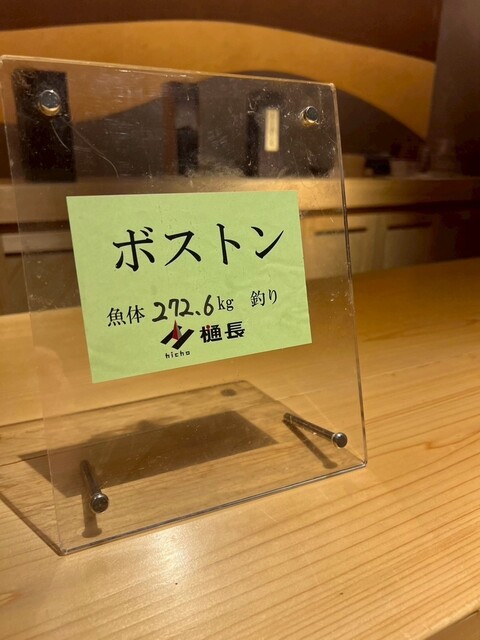 ボストン
魚体 272.6kg 釣り
樋長
hicho